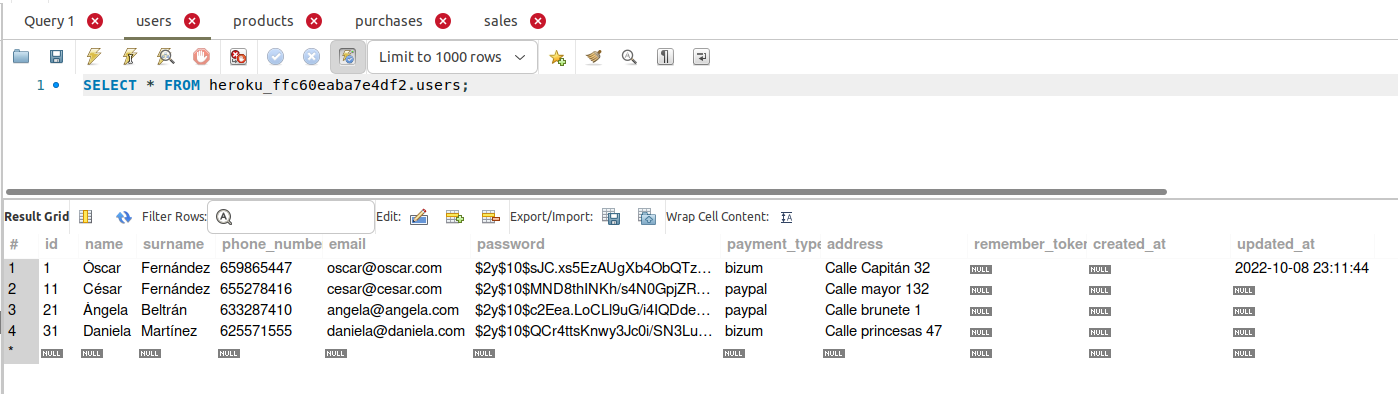 Query 1 users products purchases sales
Limit to 1000 rows
1 SELECT * FROM heroku_ffc60eaba7e4df2.users;
Result Grid Filter Rows: Edit: Export/Import: Wrap Cell Content:
# id name surname phone_numbe email password payment_type address remember_token created_at updated_at
1 1 Óscar Fernández 659865447 oscar@oscar.com $2y$10$sJC.xs5EzAUgXb4ObQTz... bizum Calle Capitán 32 NULL NULL 2022-10-08 23:11:44
2 11 César Fernández 655278416 cesar@cesar.com $2y$10$MND8thINKh/s4N0GpjZR... paypal Calle mayor 132 NULL NULL NULL
3 21 Ángela Beltrán 633287410 angela@angela.com $2y$10$c2Eea.LoCLl9uG/i4IQDde... paypal Calle brunete 1 NULL NULL NULL
4 31 Daniela Martínez 625571555 daniela@daniela.com $2y$10$QCr4ttsKnwy3Jc0i/SN3Lu... bizum Calle princesas 47 NULL NULL NULL
* NULL NULL NULL NULL NULL NULL NULL NULL NULL NULL NULL